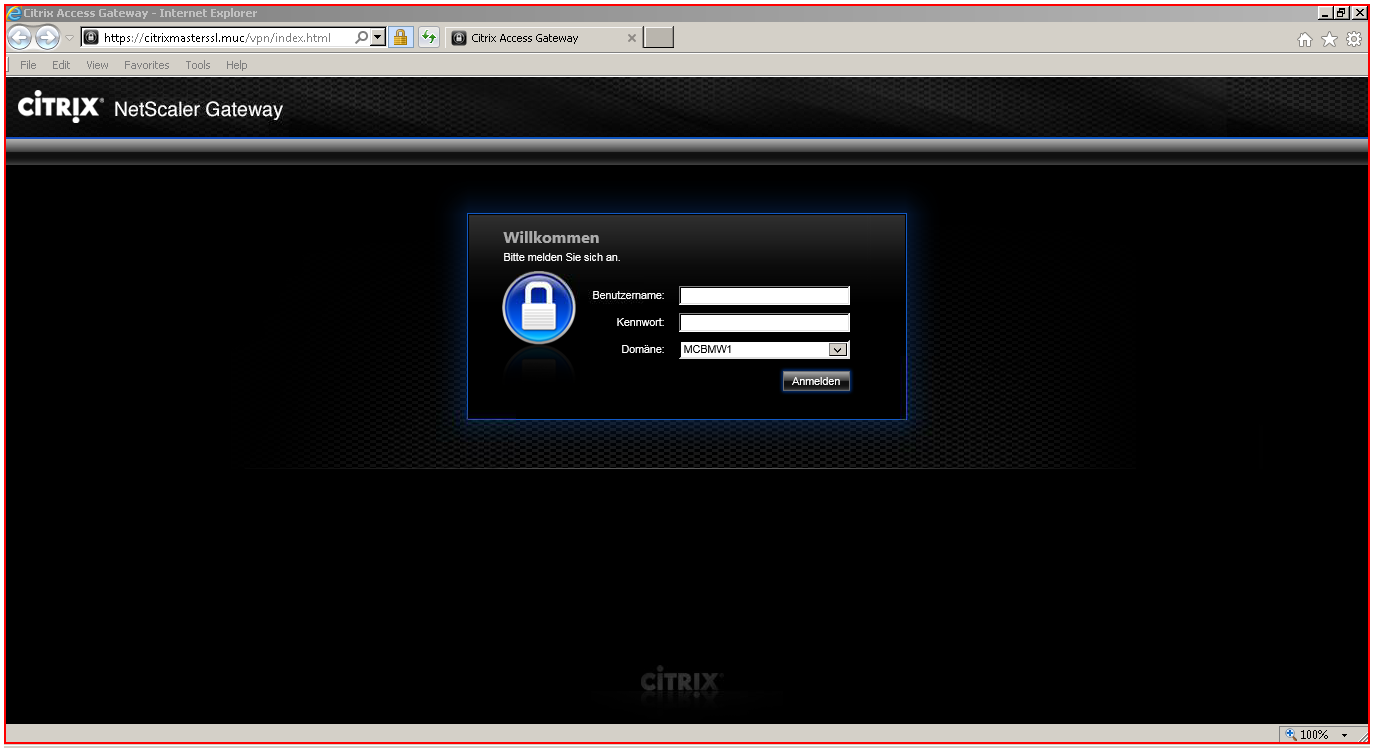 Citrix Access Gateway - Internet Explorer
https://citrixmasterssl.muc/vpn/index.html
Citrix Access Gateway
File Edit View Favorites Tools Help
CITRIX® NetScaler Gateway
Willkommen
Bitte melden Sie sich an.
Benutzername:
Kennwort:
Domäne: MCBMW1
Anmelden
CITRIX®
100%